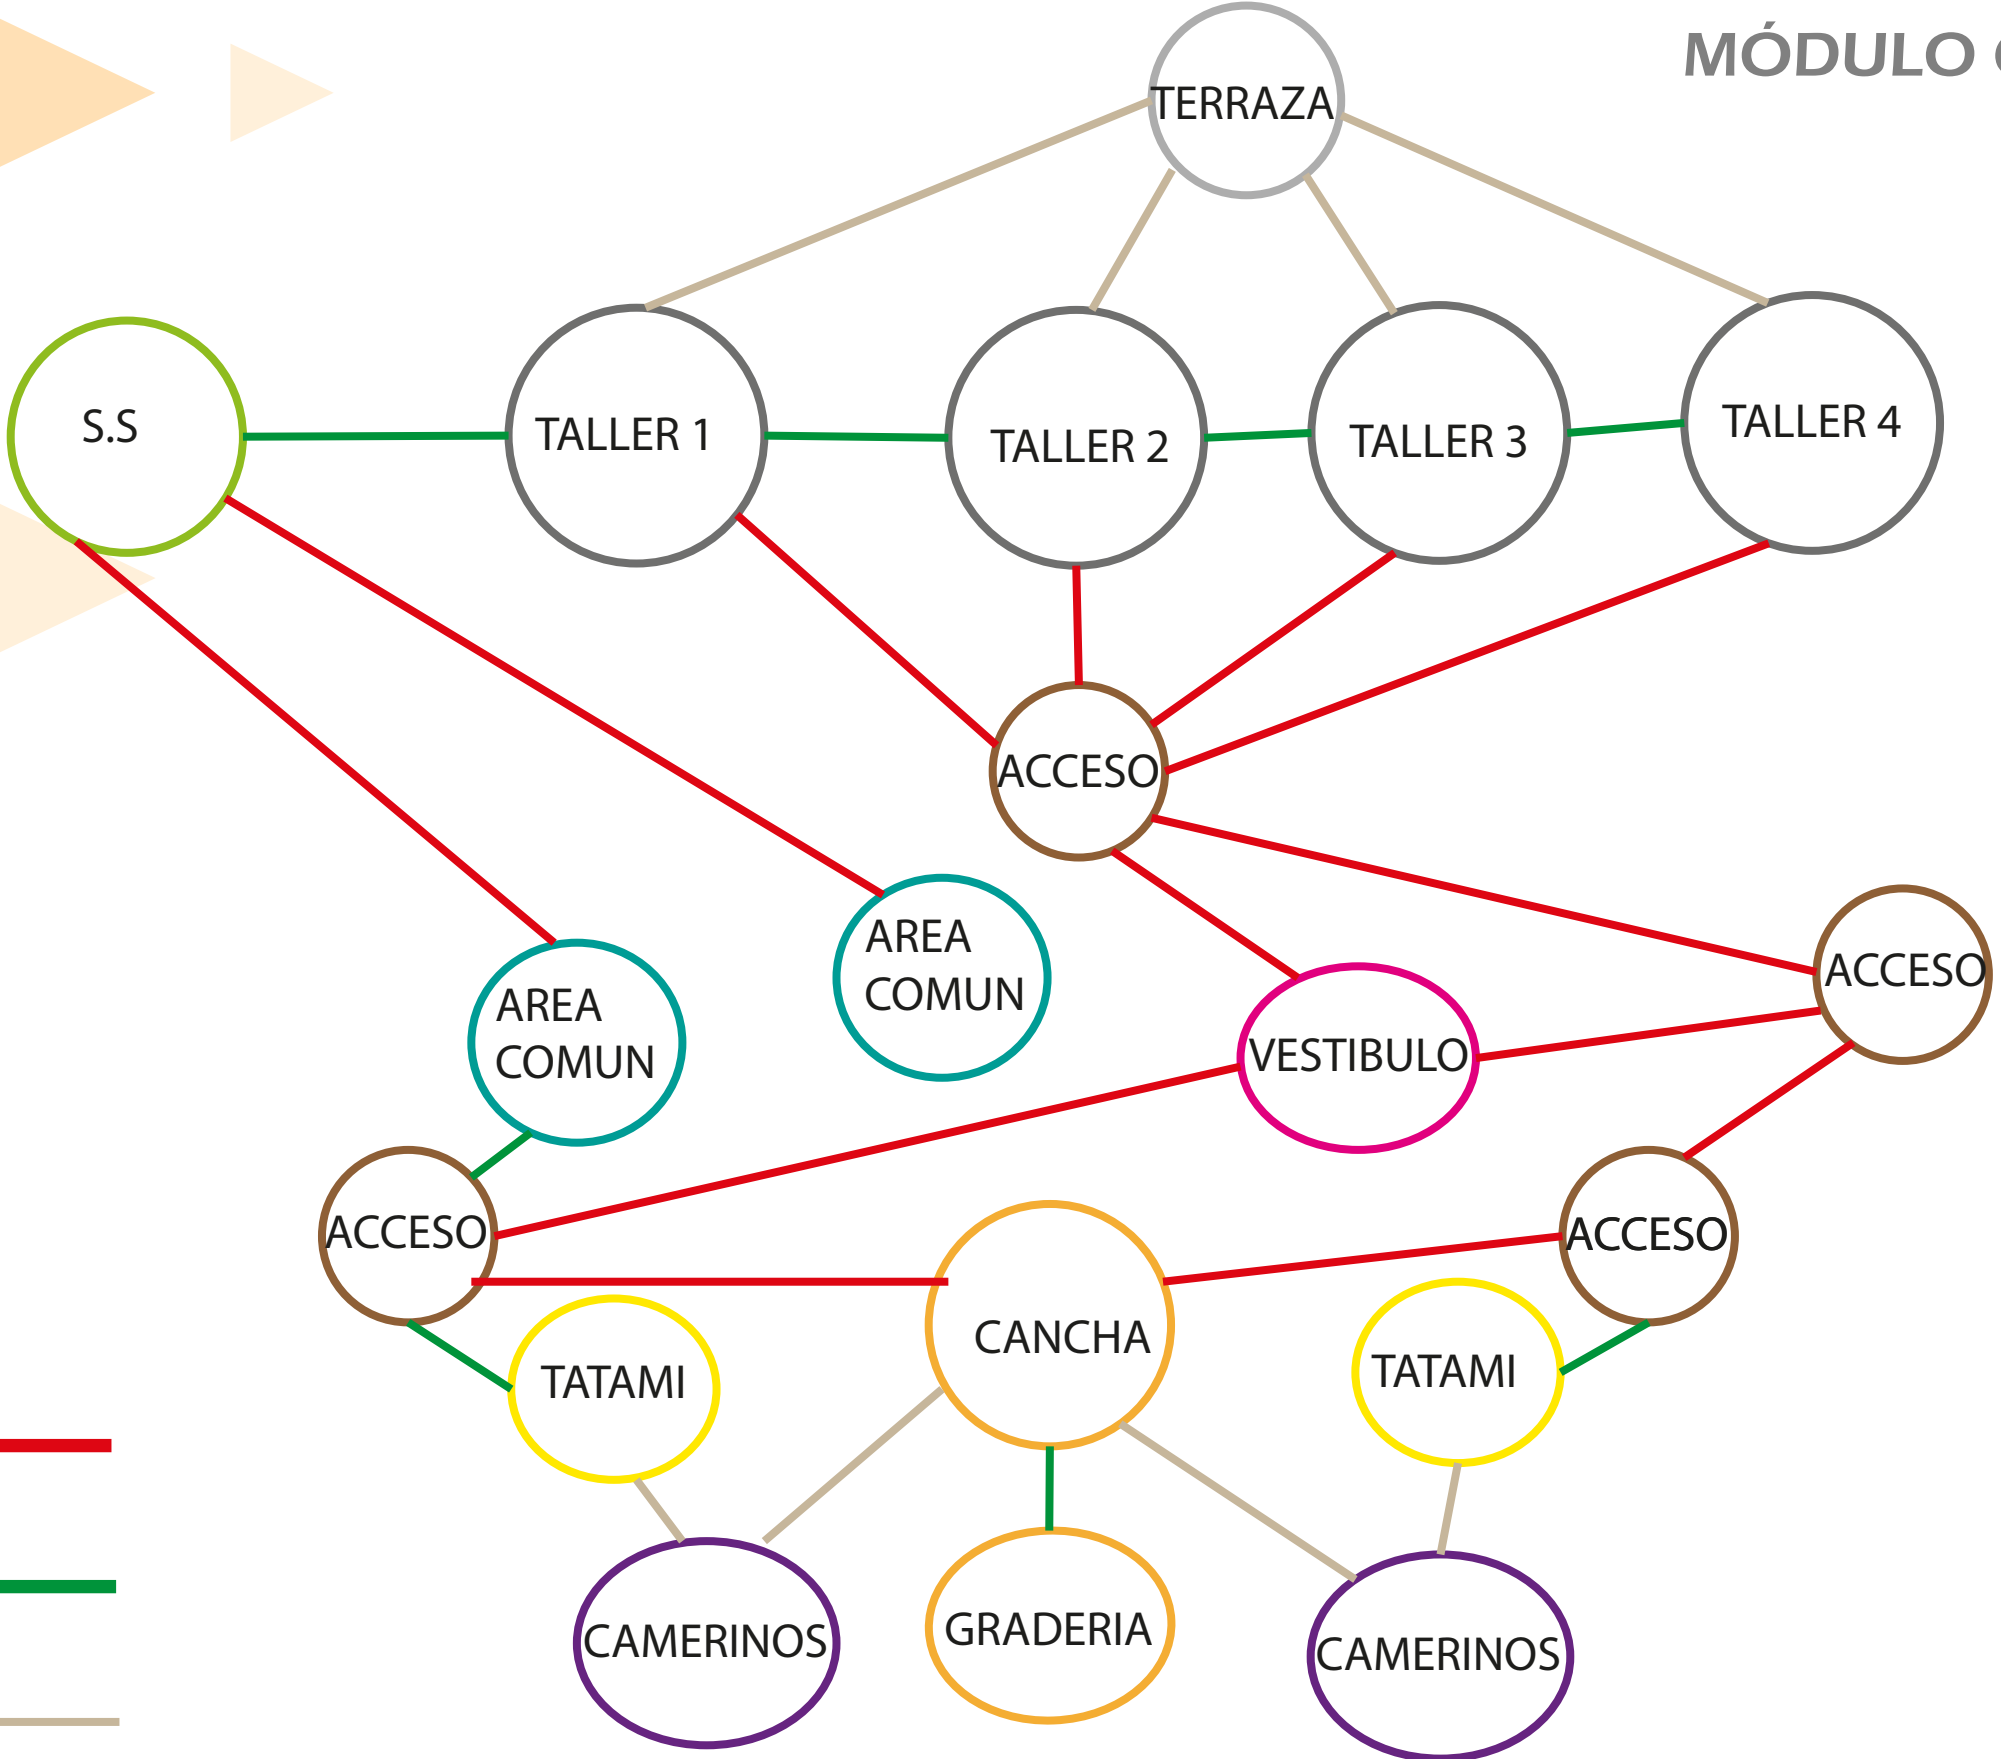 MÓDULO
TERRAZA
S.S
TALLER 1
TALLER 2
TALLER 3
TALLER 4
ACCESO
AREA
COMUN
ACCESO
AREA
COMUN
VESTIBULO
ACCESO
ACCESO
CANCHA
TATAMI
TATAMI
CAMERINOS
GRADERIA
CAMERINOS